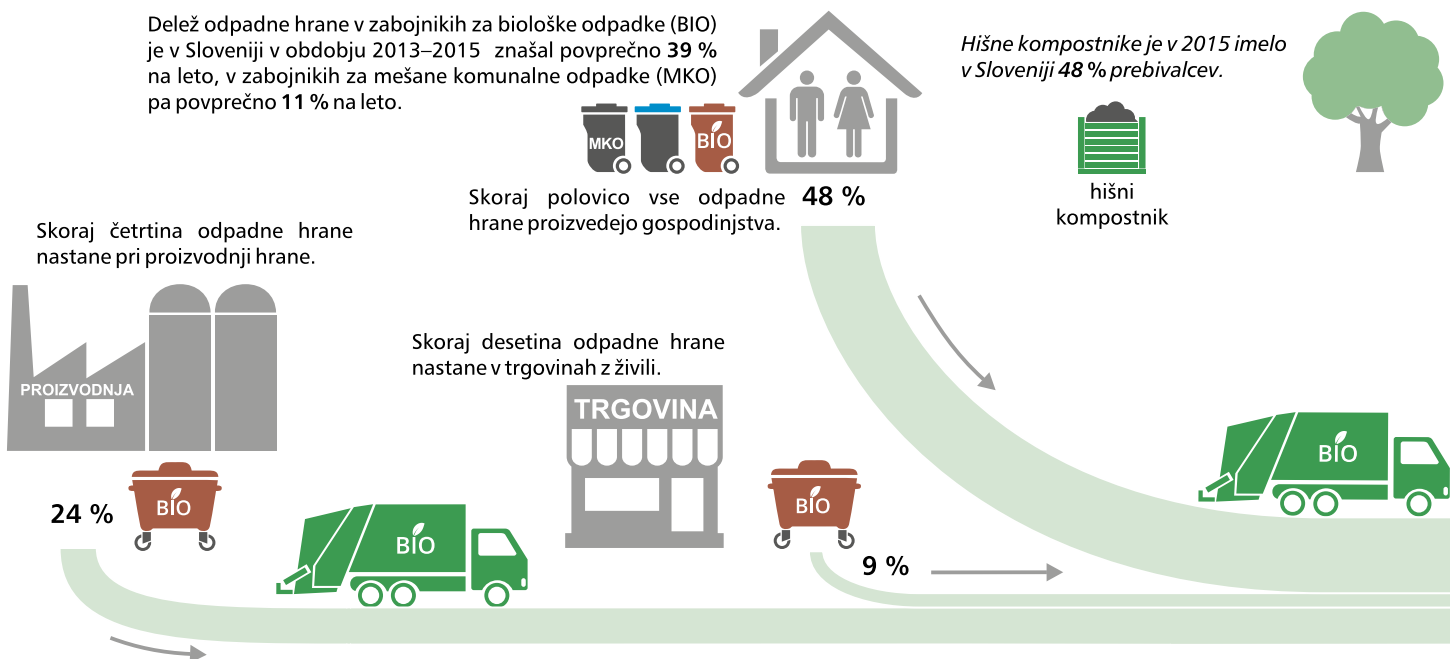 Delež odpadne hrane v zabojnikih za biološke odpadke (BIO)
je v Sloveniji v obdobju 2013–2015 znašal povprečno 39 %
na leto, v zabojnikih za mešane komunalne odpadke (MKO)
pa povprečno 11 % na leto.
MKO
BIO
Skoraj polovico vse odpadne
hrane proizvedejo gospodinjstva.
48 %
Hišne kompostnike je v 2015 imelo
v Sloveniji 48 % prebivalcev.
hišni
kompostnik
Skoraj četrtina odpadne hrane
nastane pri proizvodnji hrane.
PROIZVODNJA
BIO
24 %
BIO
Skoraj desetina odpadne hrane
nastane v trgovinah z živili.
TRGOVINA
BIO
9 %
BIO